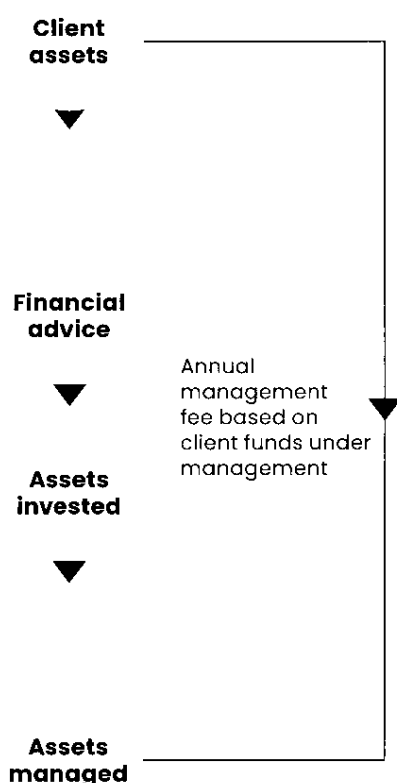 Client
assets
Financial
advice
Annual
management
fee based on
client funds under
management
Assets
invested
Assets
managed